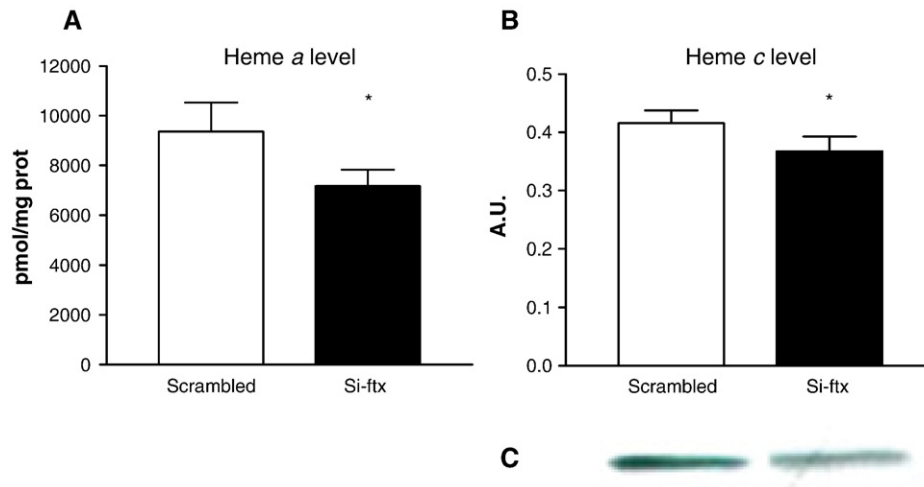 A
Heme a level
12000
10000
8000
6000
4000
2000
0
pmol/mg prot
*
Scrambled
Si-ftx
B
Heme c level
0.5
0.4
0.3
0.2
0.1
0.0
A.U.
*
Scrambled
Si-ftx
C